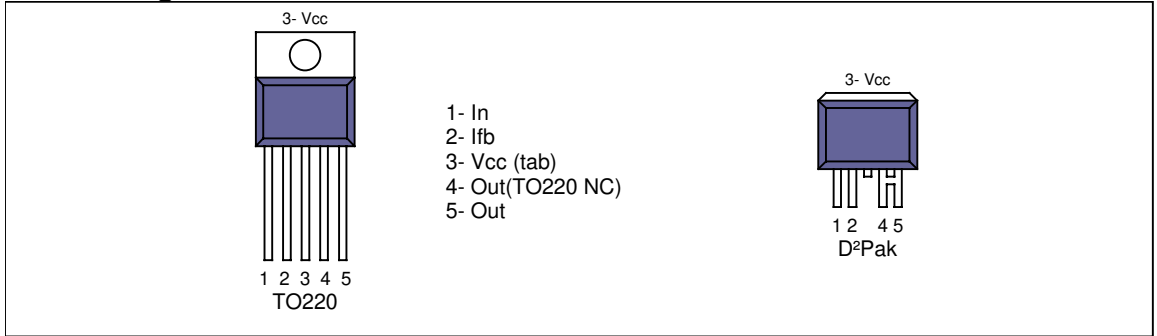 3- Vcc
1 2 3 4 5
TO220
1- In
2- Ifb
3- Vcc (tab)
4- Out(TO220 NC)
5- Out
3- Vcc
1 2 4 5
D²Pak